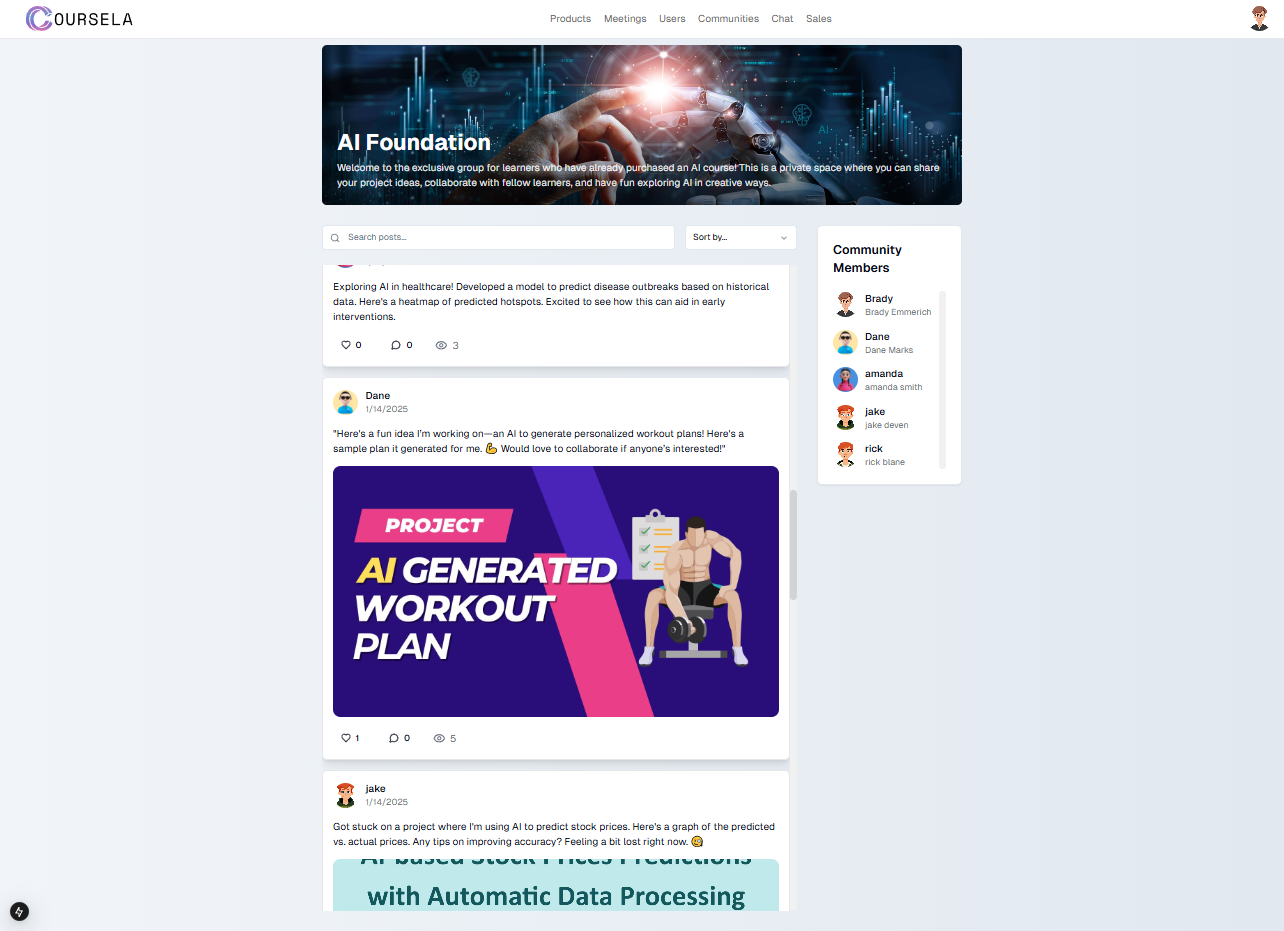 COURSELA
Products Meetings Users Communities Chat Sales
AI Foundation
Welcome to the exclusive group for learners who have already purchased an AI course! This is a private space where you can share
your project ideas, collaborate with fellow learners, and have fun exploring AI in creative ways.
AI
Search posts...
Sort by...
Exploring AI in healthcare! Developed a model to predict disease outbreaks based on historical
data. Here's a heatmap of predicted hotspots. Excited to see how this can aid in early
interventions.
0 0 3
Dane
1/14/2025
"Here's a fun idea I'm working on—an AI to generate personalized workout plans! Here's a
sample plan it generated for me. 💪 Would love to collaborate if anyone's interested!"
PROJECT
AI GENERATED
WORKOUT
PLAN
1 0 5
jake
1/14/2025
Got stuck on a project where I'm using AI to predict stock prices. Here's a graph of the predicted
vs. actual prices. Any tips on improving accuracy? Feeling a bit lost right now.
AI based Stock Prices Predictions
with Automatic Data Processing
Community
Members
Brady
Brady Emmerich
Dane
Dane Marks
amanda
amanda smith
jake
jake deven
rick
rick blane